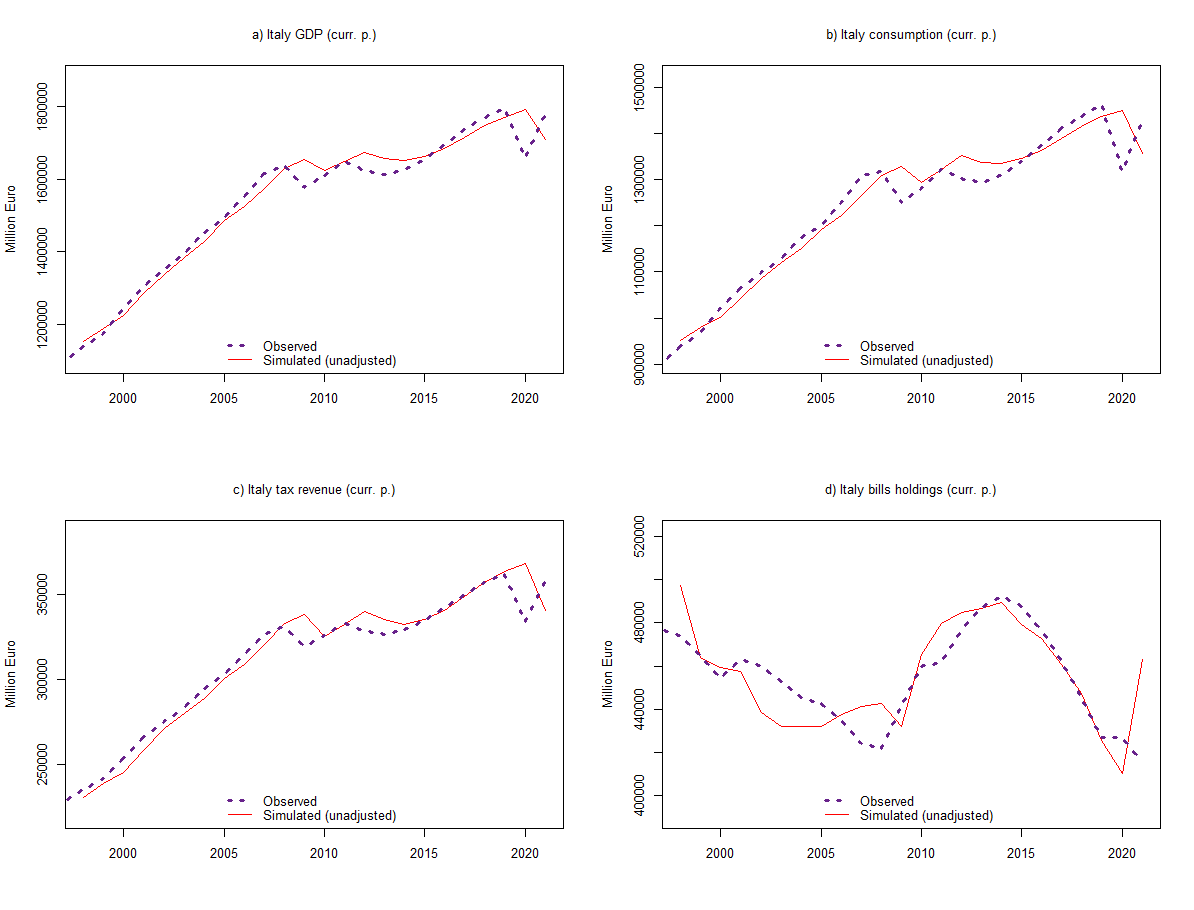 a) Italy GDP (curr. p.)
Million Euro
1800000
1600000
1400000
1200000
Observed
Simulated (unadjusted)
2000 2005 2010 2015 2020
b) Italy consumption (curr. p.)
Million Euro
1500000
1300000
1100000
900000
Observed
Simulated (unadjusted)
2000 2005 2010 2015 2020
c) Italy tax revenue (curr. p.)
Million Euro
350000
300000
250000
Observed
Simulated (unadjusted)
2000 2005 2010 2015 2020
d) Italy bills holdings (curr. p.)
Million Euro
520000
480000
440000
400000
Observed
Simulated (unadjusted)
2000 2005 2010 2015 2020